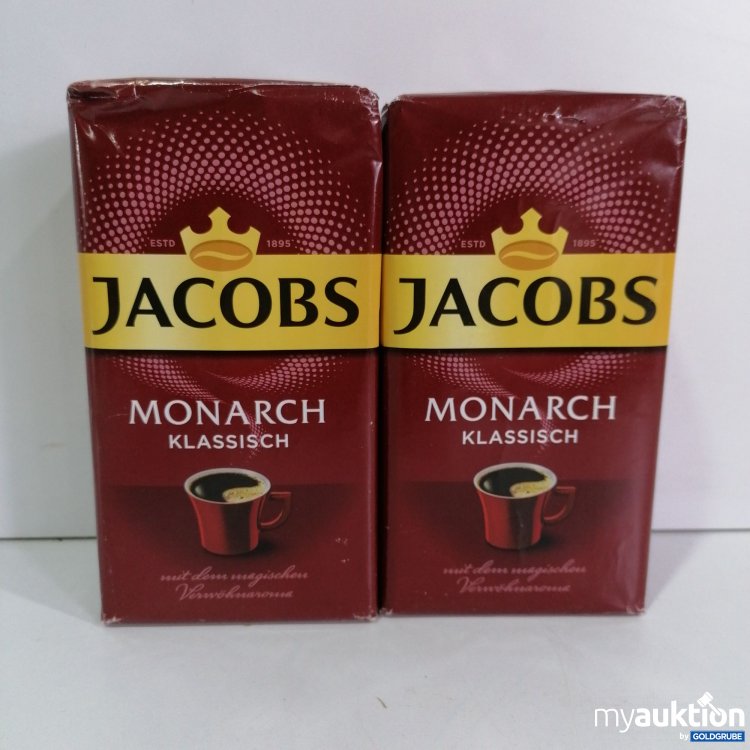 ESTD 1895
JACOBS
MONARCH
KLASSISCH
mit dem magischen
Verwöhnaroma
ESTD 1895
JACOBS
MONARCH
KLASSISCH
mit dem magischen
Verwöhnaroma
myauktion
by GOLDGRUBE